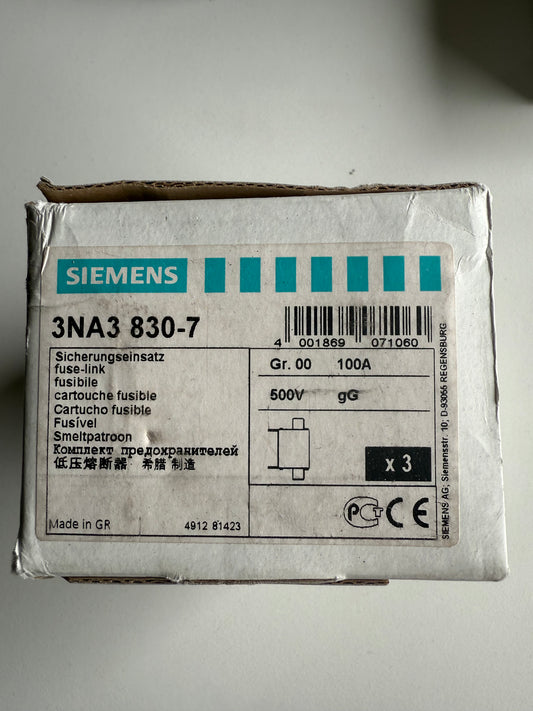 SIEMENS
3NA3 830-7
4 001869 071060
Sicherungseinsatz
fuse-link
fusibile
cartouche fusible
Cartucho fusible
Fusível
Smeltpatroon
Комплект предохранителей
低压熔断器 希腊 制造
Gr. 00 100A
500V gG
x 3
Made in GR
4912 81423
PCT CE
SIEMENS AG, Siemensstr. 10; D-93055 REGENSBURG